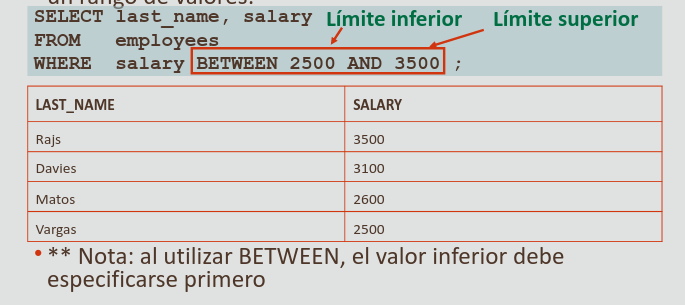 un rango de valores.
SELECT last_name, salary Límite inferior Límite superior
FROM employees
WHERE salary BETWEEN 2500 AND 3500 ;
LAST_NAME SALARY
Rajs 3500
Davies 3100
Matos 2600
Vargas 2500
• ** Nota: al utilizar BETWEEN, el valor inferior debe
especificarse primero